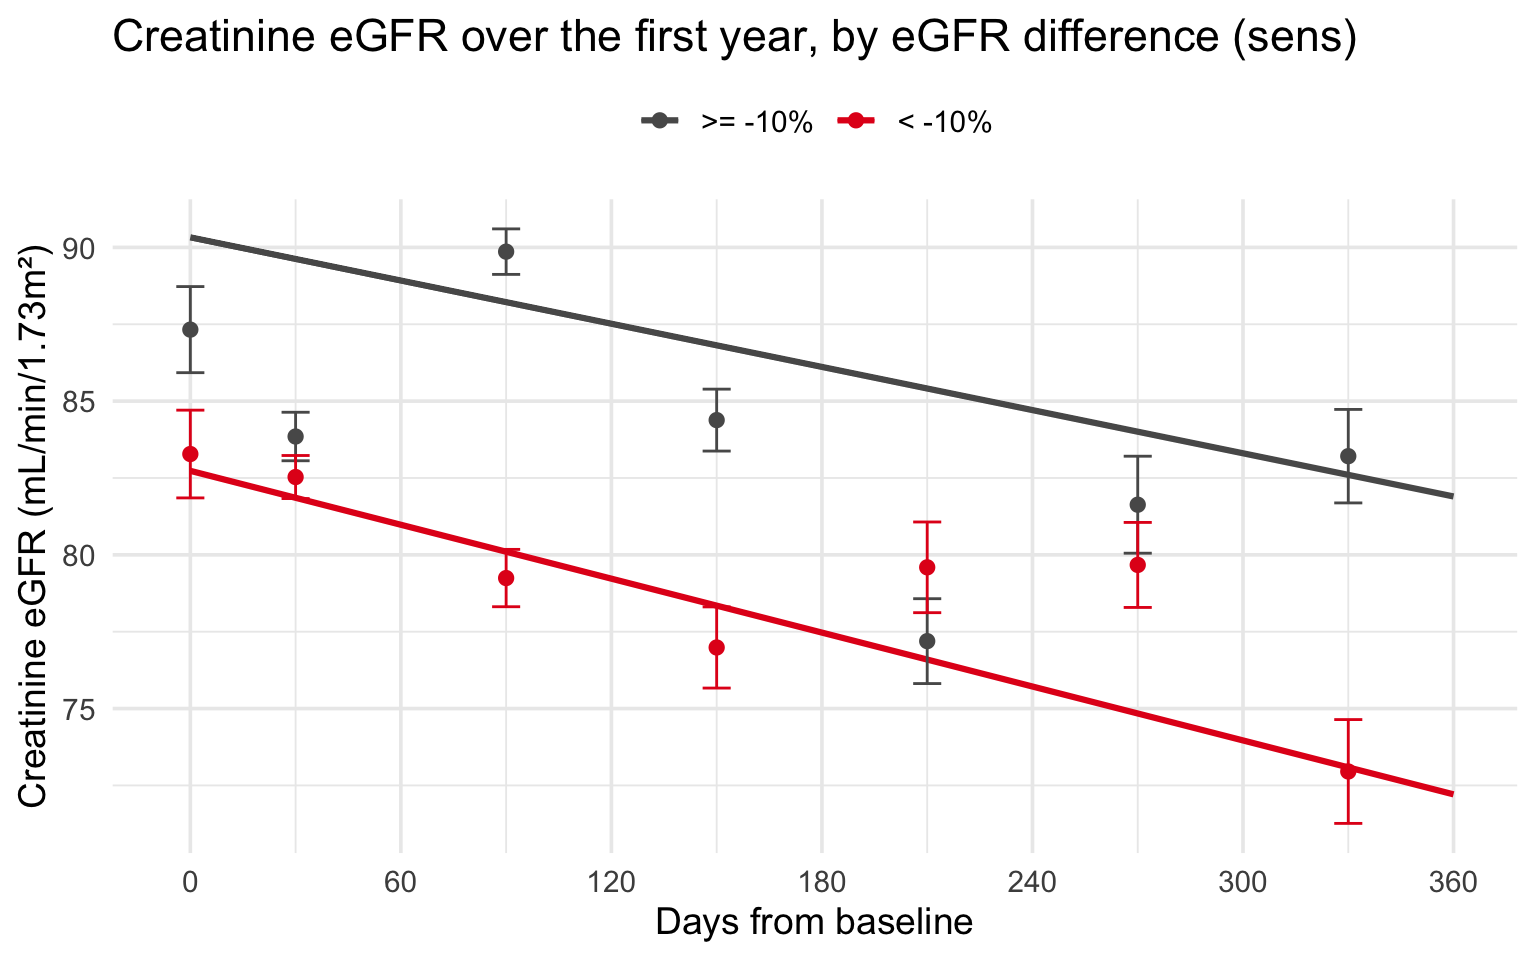 Creatinine eGFR over the first year, by eGFR difference (sens)
>= -10% < -10%
Creatinine eGFR (mL/min/1.73m²)
90
85
80
75
0 60 120 180 240 300 360
Days from baseline